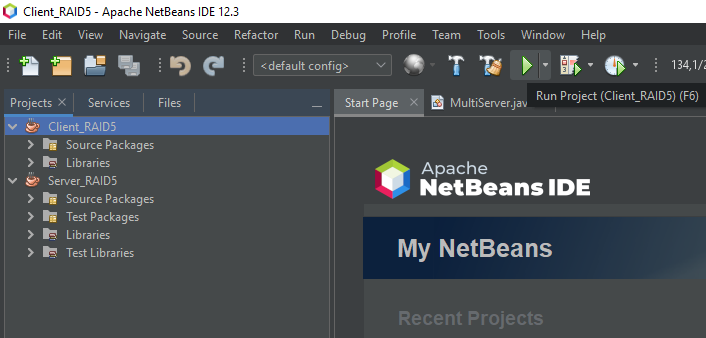 Client_RAID5 - Apache NetBeans IDE 12.3
File Edit View Navigate Source Refactor Run Debug Profile Team Tools Window Help
<default config> 134,1/2
Run Project (Client_RAID5) (F6)
Projects Services Files Start Page MultiServer.jav
Client_RAID5
Source Packages
Libraries
Server_RAID5
Source Packages
Test Packages
Libraries
Test Libraries
Apache
NetBeans IDE
My NetBeans
Recent Projects